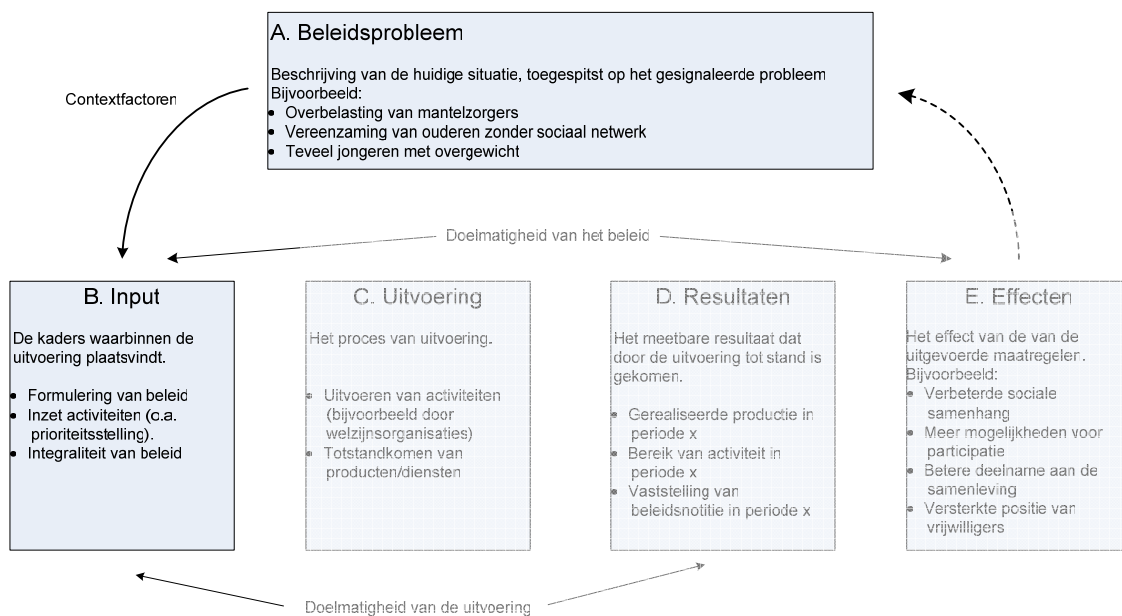 A. Beleidsprobleem
Beschrijving van de huidige situatie, toegespitst op het gesignaleerde probleem
Bijvoorbeeld:
• Overbelasting van mantelzorgers
• Vereenzaming van ouderen zonder sociaal netwerk
• Teveel jongeren met overgewicht
Contextfactoren
Doelmatigheid van het beleid
B. Input
De kaders waarbinnen de
uitvoering plaatsvindt.
• Formulering van beleid
• Inzet activiteiten (o.a.
prioriteitsstelling).
• Integraliteit van beleid
C. Uitvoering
Het proces van uitvoering.
• Uitvoeren van activiteiten
(bijvoorbeeld door
welzijnsorganisaties)
• Totstandkomen van
producten/diensten
D. Resultaten
Het meetbare resultaat dat
door de uitvoering tot stand is
gekomen.
• Gerealiseerde productie in
periode x
• Bereik van activiteit in
periode x
• Vaststelling van
beleidsnotitie in periode x
E. Effecten
Het effect van de van de
uitgevoerde maatregelen.
Bijvoorbeeld:
• Verbeterde sociale
samenhang
• Meer mogelijkheden voor
participatie
• Betere deelname aan de
samenleving
• Versterkte positie van
vrijwilligers
Doelmatigheid van de uitvoering